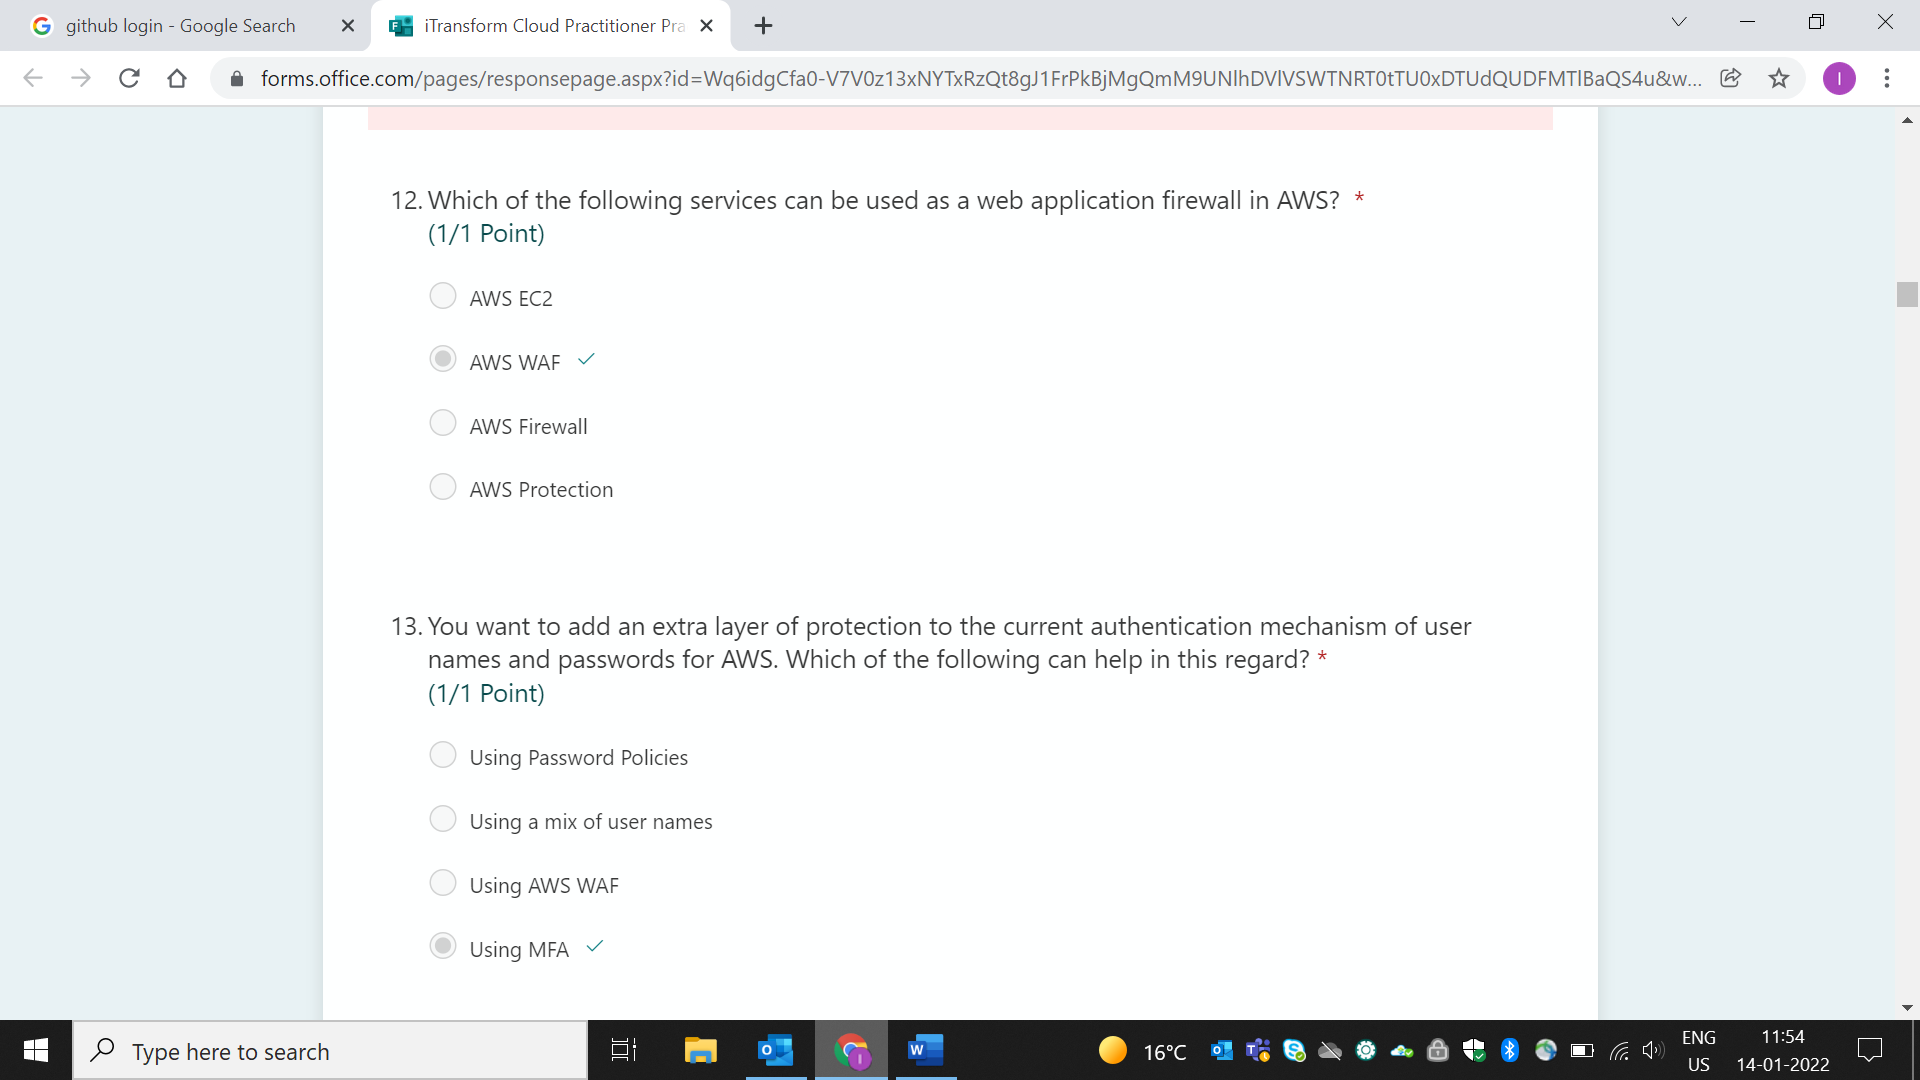 github login - Google Search
iTransform Cloud Practitioner Pra
forms.office.com/pages/responsepage.aspx?id=Wq6idgCfa0-V7V0z13xNYTxRzQt8gJ1FrPkBjMgQmM9UNlhDVlVSWTNRT0tTU0xDTUdQUDFMTlBaQS4u&w...
I
12. Which of the following services can be used as a web application firewall in AWS? *
(1/1 Point)
AWS EC2
AWS WAF
AWS Firewall
AWS Protection
13. You want to add an extra layer of protection to the current authentication mechanism of user
names and passwords for AWS. Which of the following can help in this regard? *
(1/1 Point)
Using Password Policies
Using a mix of user names
Using AWS WAF
Using MFA
Type here to search
16°C
ENG
US
11:54
14-01-2022